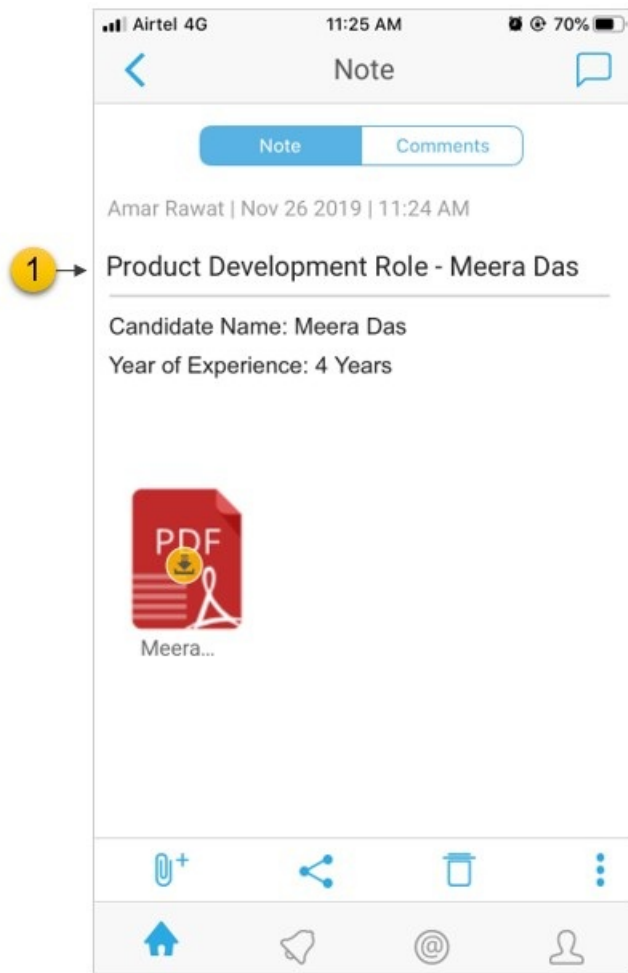 Airtel 4G 11:25 AM 70%
Note
Note Comments
Amar Rawat | Nov 26 2019 | 11:24 AM
1
Product Development Role - Meera Das
Candidate Name: Meera Das
Year of Experience: 4 Years
PDF
Meera...
@